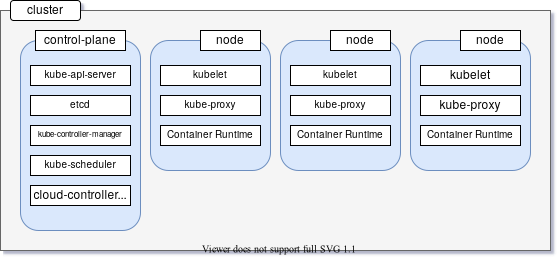 cluster
control-plane
kube-api-server
etcd
kube-controller-manager
kube-scheduler
cloud-controller...
node
kubelet
kube-proxy
Container Runtime
node
kubelet
kube-proxy
Container Runtime
node
kubelet
kube-proxy
Container Runtime
Viewer does not support full SVG 1.1